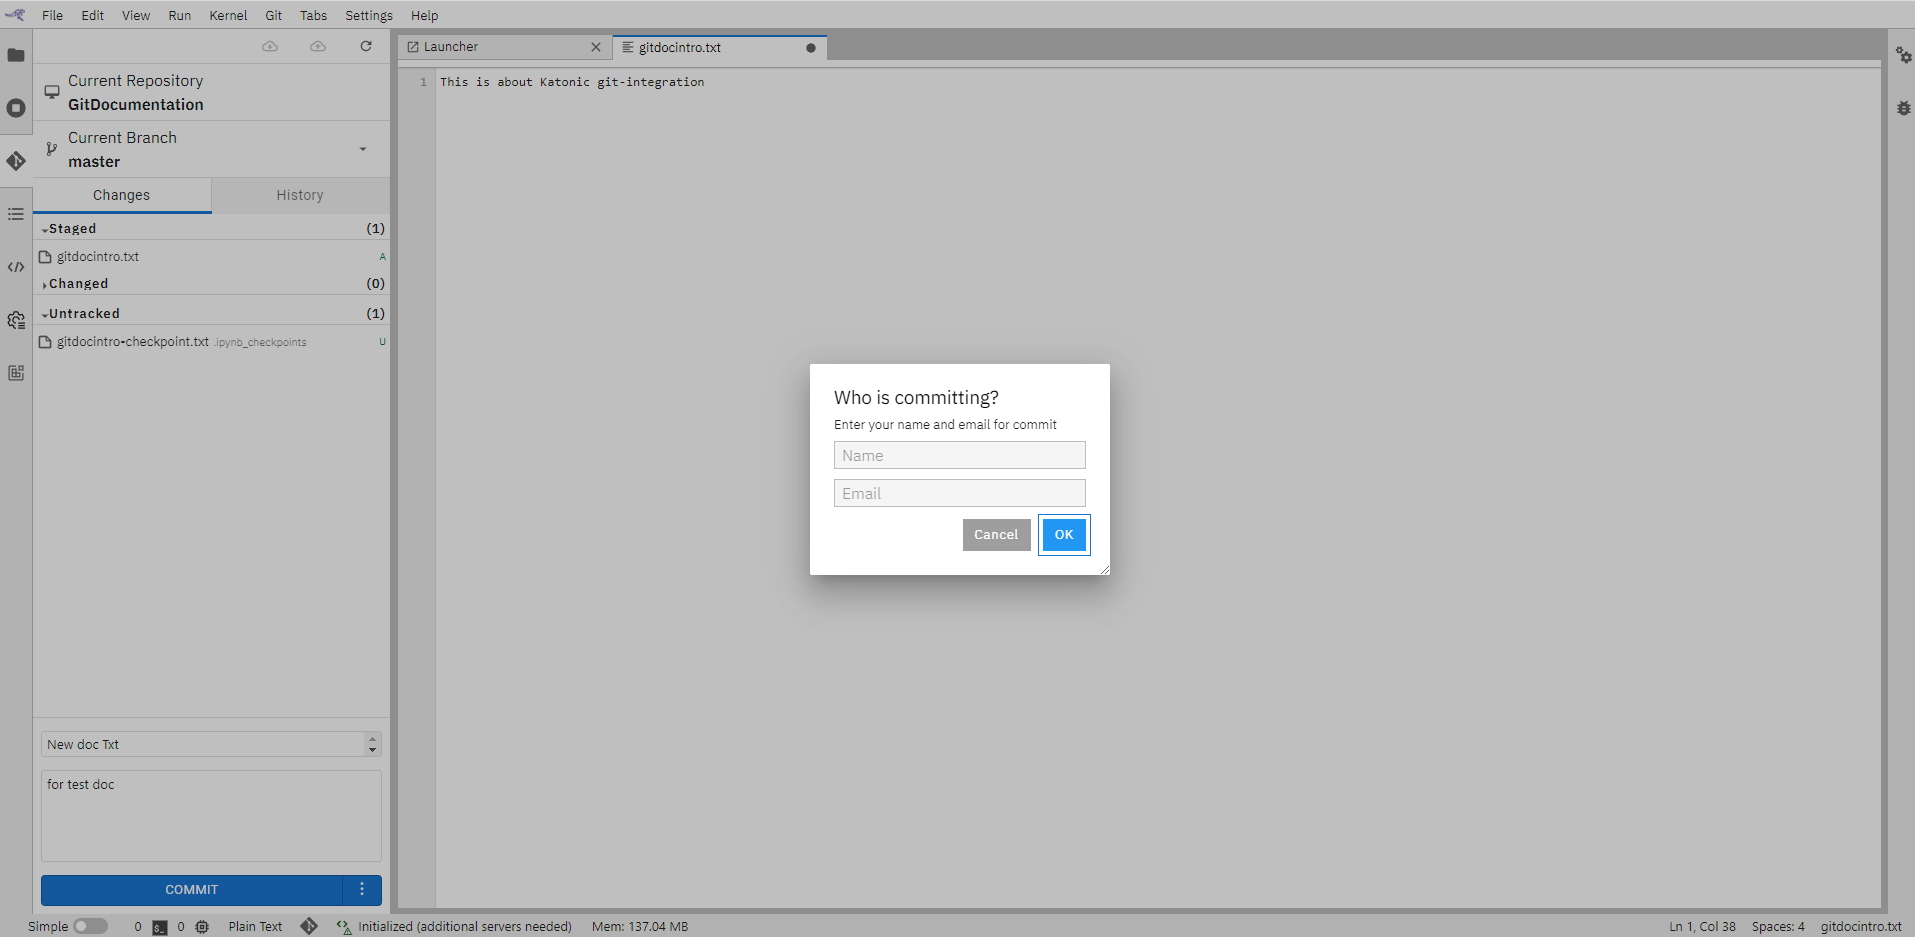 File Edit View Run Kernel Git Tabs Settings Help
Current Repository
GitDocumentation
Current Branch
master
Changes History
Staged (1)
gitdocintro.txt A
Changed (0)
Untracked (1)
gitdocintro-checkpoint.txt .ipynb_checkpoints U
New doc Txt
for test doc
COMMIT
Launcher
gitdocintro.txt
1 This is about Katonic git-integration
Who is committing?
Enter your name and email for commit
Name
Email
Cancel OK
Simple 0 $_ 0 Plain Text Initialized (additional servers needed) Mem: 137.04 MB Ln 1, Col 38 Spaces: 4 gitdocintro.txt